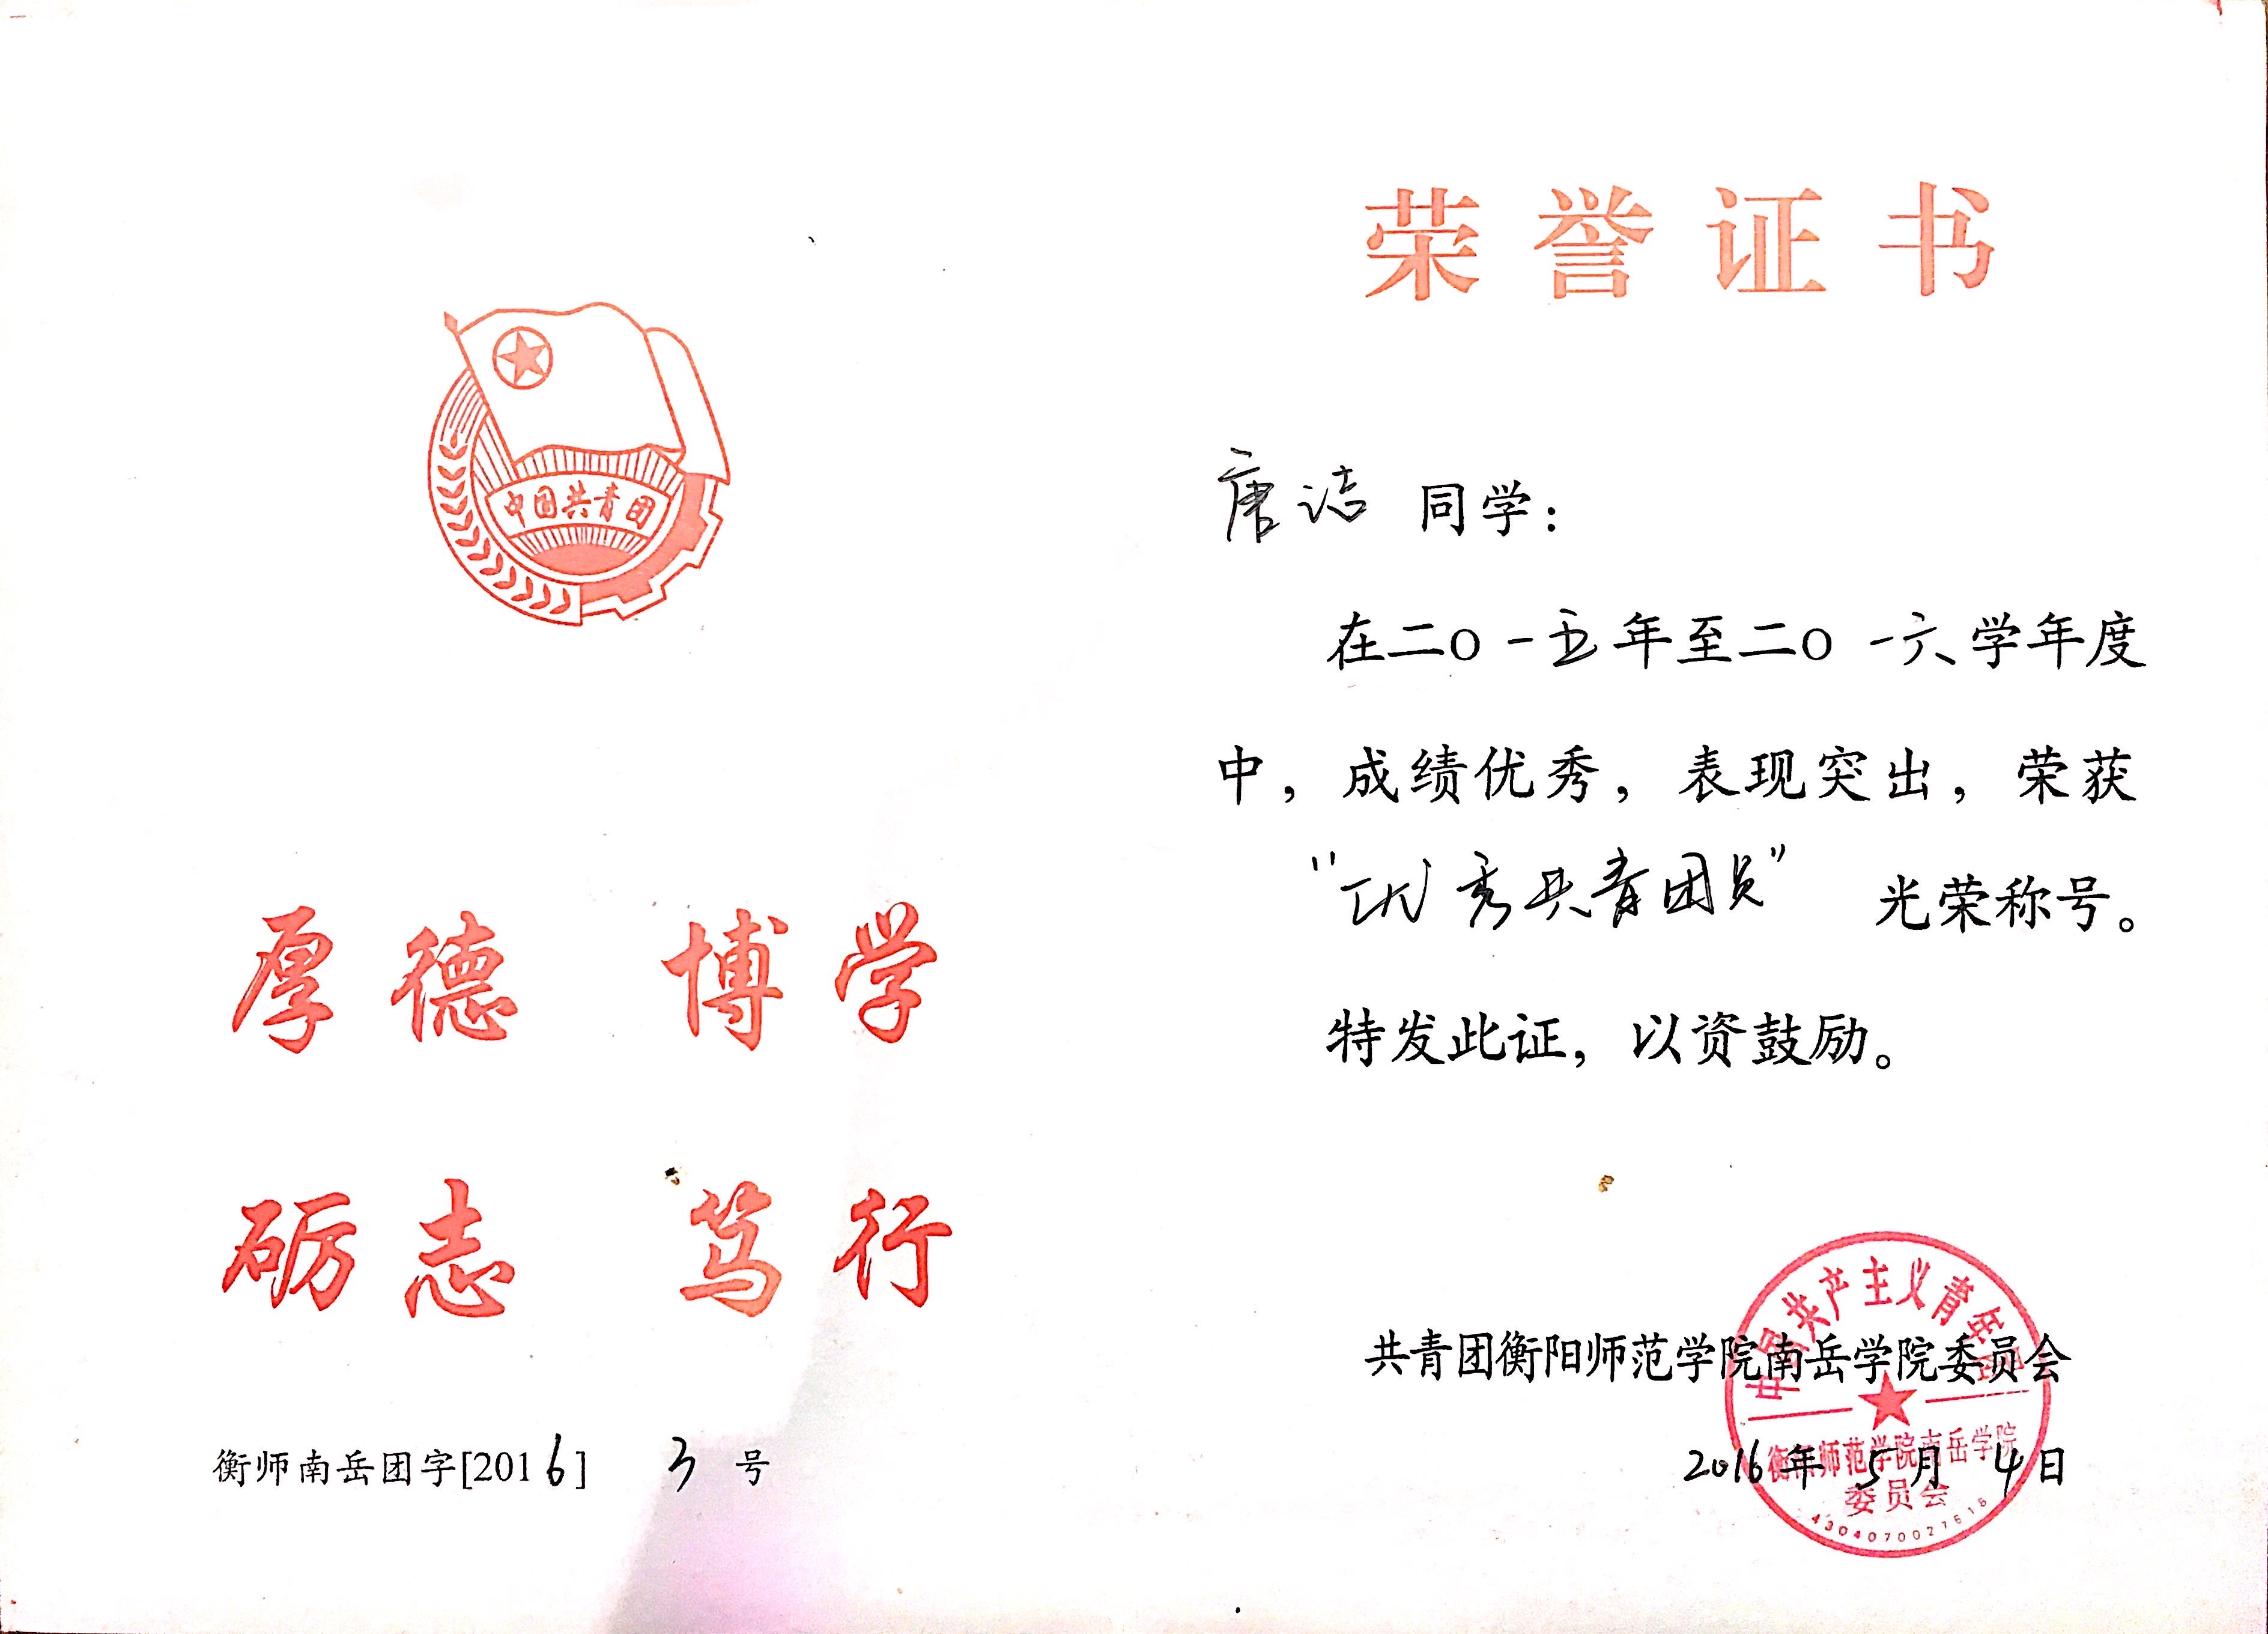 中国共青团
厚德 博学
砺志 笃行
衡师南岳团字[2016] 3 号
荣誉证书
唐洁 同学：
在二O一五年至二O一六学年度
中，成绩优秀，表现突出，荣获
“优秀共青团员” 光荣称号。
特发此证，以资鼓励。
共青团衡阳师范学院南岳学院委员会
2016年 5月 4日
中国共产主义青年团
衡阳师范学院南岳学院
委员会